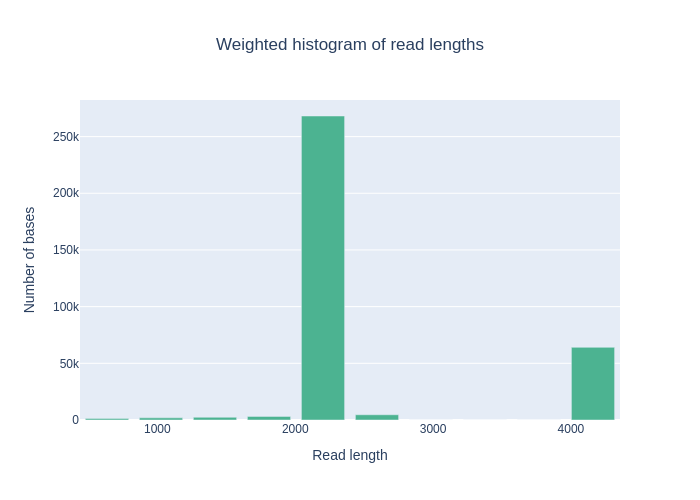 Weighted histogram of read lengths
250k
200k
150k
100k
50k
0
Number of bases
1000 2000 3000 4000
Read length